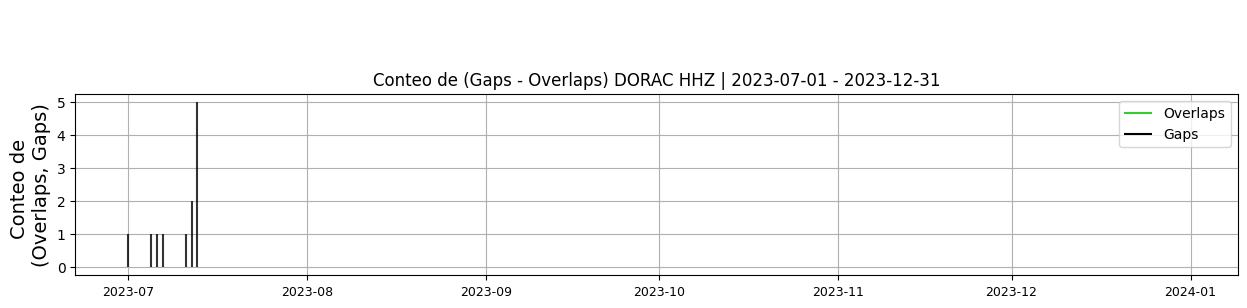 Conteo de (Gaps - Overlaps) DORAC HHZ | 2023-07-01 - 2023-12-31
Conteo de
(Overlaps, Gaps)
5
4
3
2
1
0
Overlaps
Gaps
2023-07
2023-08
2023-09
2023-10
2023-11
2023-12
2024-01